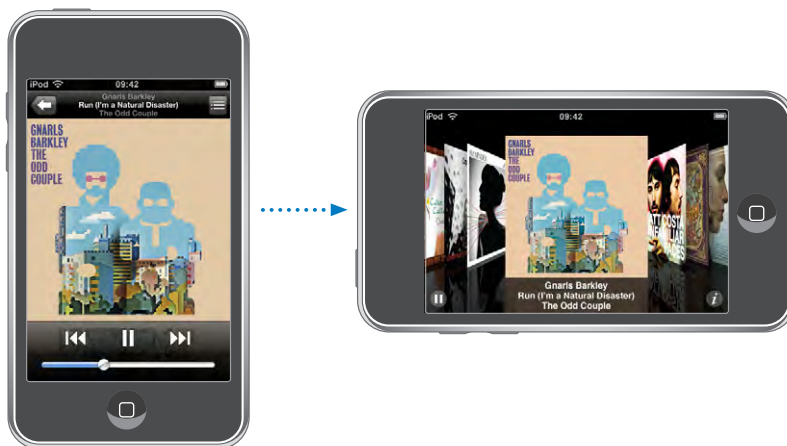 iPod 09:42
Gnarls Barkley
Run (I'm a Natural Disaster)
The Odd Couple
GNARLS
BARKLEY
THE
ODD
COUPLE
iPod 09:42
GNARLS
BARKLEY
THE
ODD
COUPLE
Gnarls Barkley
Run (I'm a Natural Disaster)
The Odd Couple